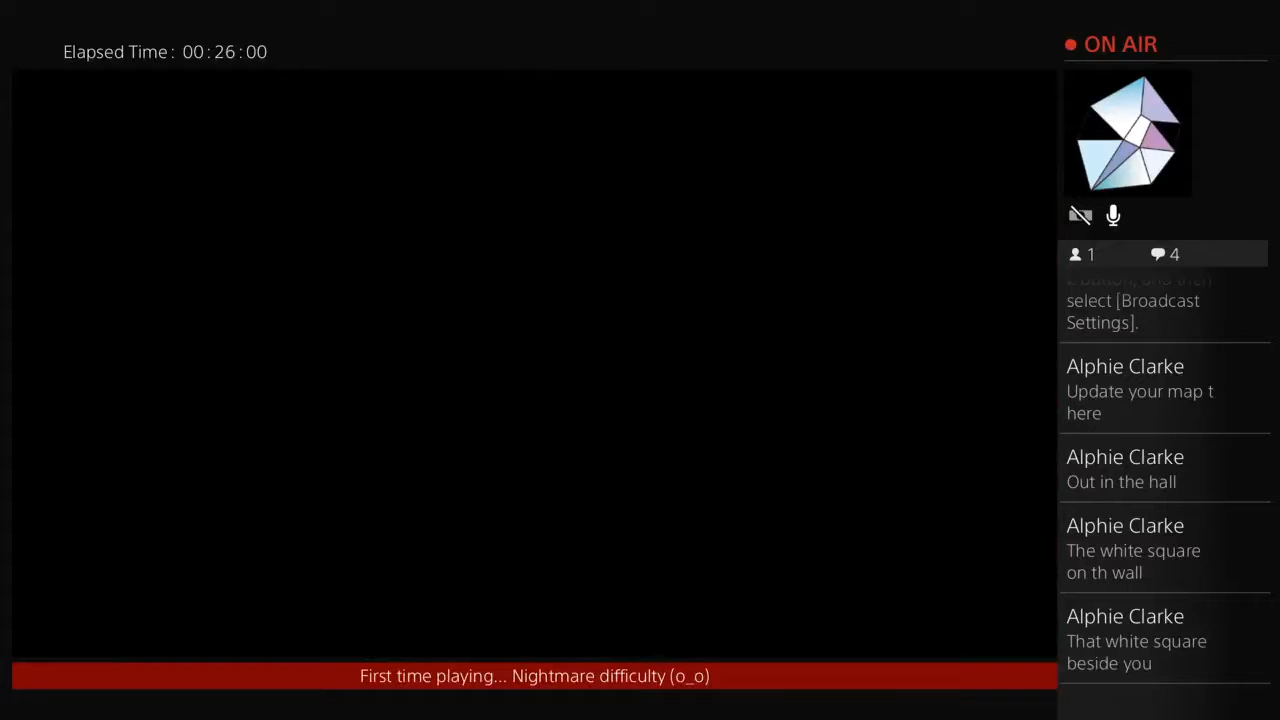 Elapsed Time: 00:26:00
ON AIR
1
4
select [Broadcast
Settings].
Alphie Clarke
Update your map t
here
Alphie Clarke
Out in the hall
Alphie Clarke
The white square
on th wall
Alphie Clarke
That white square
beside you
First time playing... Nightmare difficulty (o_o)